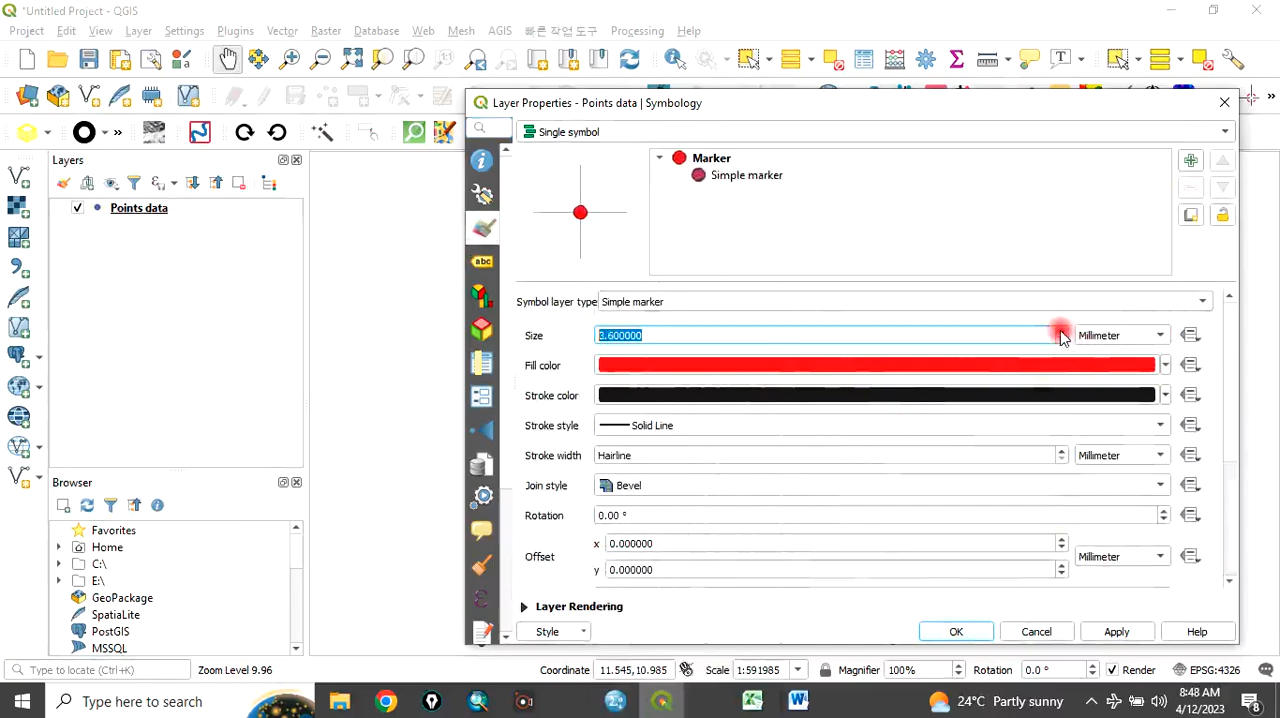 "Untitled Project - QGIS
Project Edit View Layer Settings Plugins Vector Raster Database Web Mesh AGIS 빠른 작업 도구 Processing Help
Layer Properties - Points data | Symbology
Single symbol
Layers
Points data
Marker
Simple marker
abc
Symbol layer type Simple marker
Size 3.600000 Millimeter
Fill color
Stroke color
Stroke style Solid Line
Stroke width Hairline Millimeter
Join style Bevel
Rotation 0.00 °
Offset x 0.000000 Millimeter
y 0.000000
Browser
Favorites
Home
C:\
E:\
GeoPackage
SpatiaLite
PostGIS
MSSQL
Layer Rendering
Style OK Cancel Apply Help
Type to locate (Ctrl+K) Zoom Level 9.96 Coordinate 11.545,10.985 Scale 1:591985 Magnifier 100% Rotation 0.0 ° Render EPSG:4326
Type here to search
24°C Partly sunny
8:48 AM
4/12/2023
8